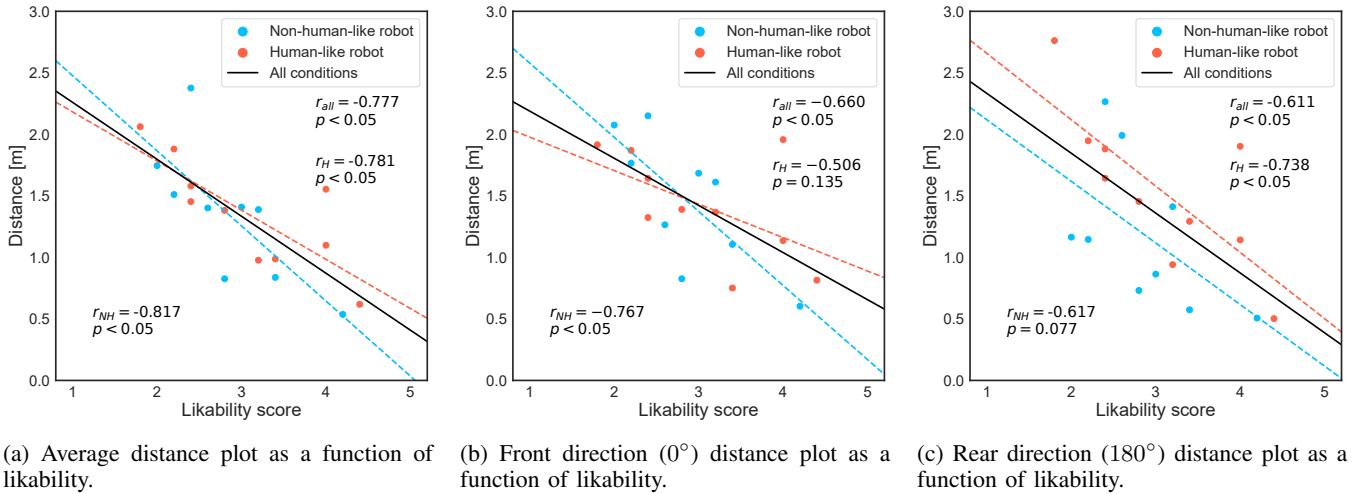 3.0
2.5
2.0
1.5
1.0
0.5
0.0
Distance [m]
1 2 3 4 5
Likability score
Non-human-like robot
Human-like robot
All conditions
r_all = -0.777
p < 0.05
r_H = -0.781
p < 0.05
r_NH = -0.817
p < 0.05
(a) Average distance plot as a function of
likability.
3.0
2.5
2.0
1.5
1.0
0.5
0.0
Distance [m]
1 2 3 4 5
Likability score
Non-human-like robot
Human-like robot
All conditions
r_all = −0.660
p < 0.05
r_H = −0.506
p = 0.135
r_NH = −0.767
p < 0.05
(b) Front direction (0°) distance plot as a
function of likability.
3.0
2.5
2.0
1.5
1.0
0.5
0.0
Distance [m]
1 2 3 4 5
Likability score
Non-human-like robot
Human-like robot
All conditions
r_all = -0.611
p < 0.05
r_H = -0.738
p < 0.05
r_NH = -0.617
p = 0.077
(c) Rear direction (180°) distance plot as a
function of likability.